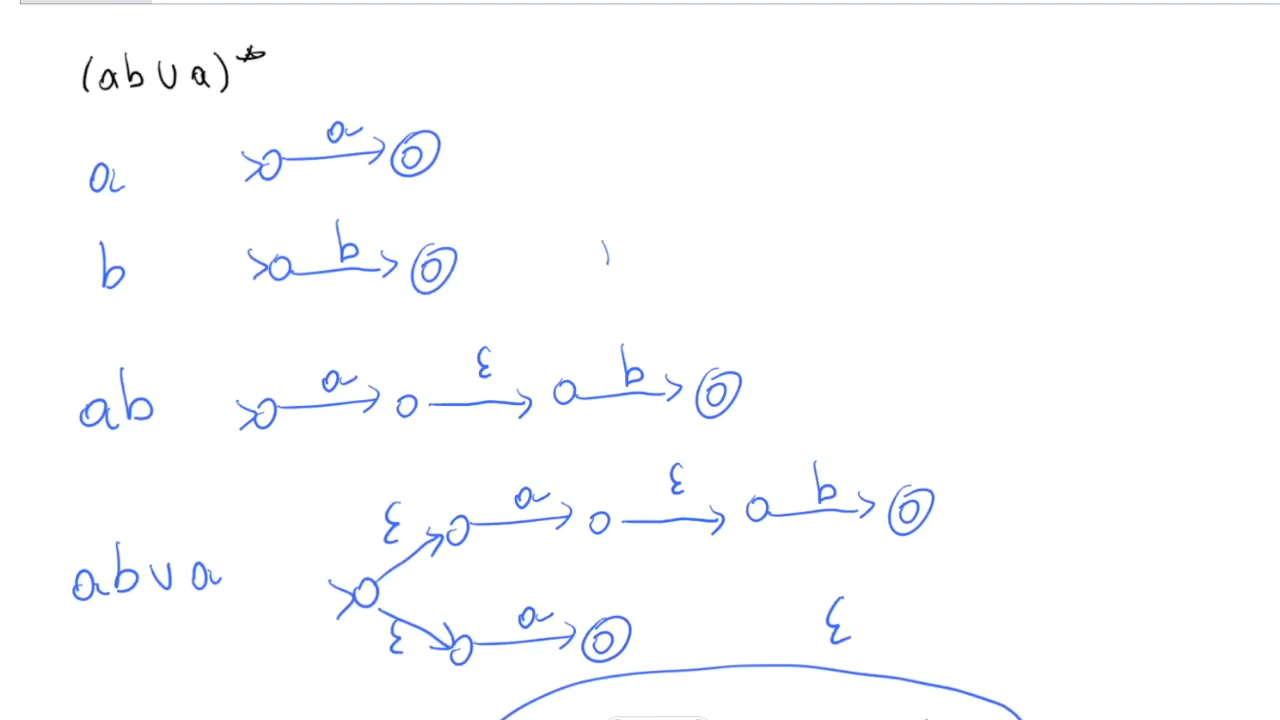 (ab ∪ a)*
a a
b b
ab a ε b
ε a ε b
ab ∪ a
ε a
ε